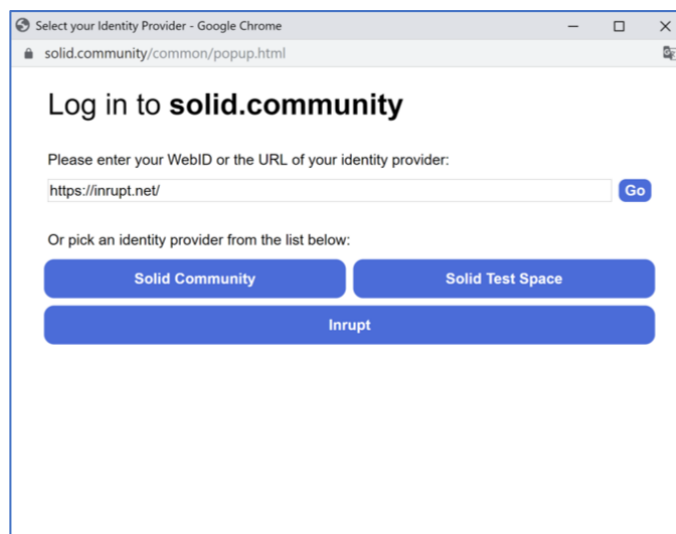 Select your Identity Provider - Google Chrome
solid.community/common/popup.html
Log in to solid.community
Please enter your WebID or the URL of your identity provider:
https://inrupt.net/
Go
Or pick an identity provider from the list below:
Solid Community
Solid Test Space
Inrupt